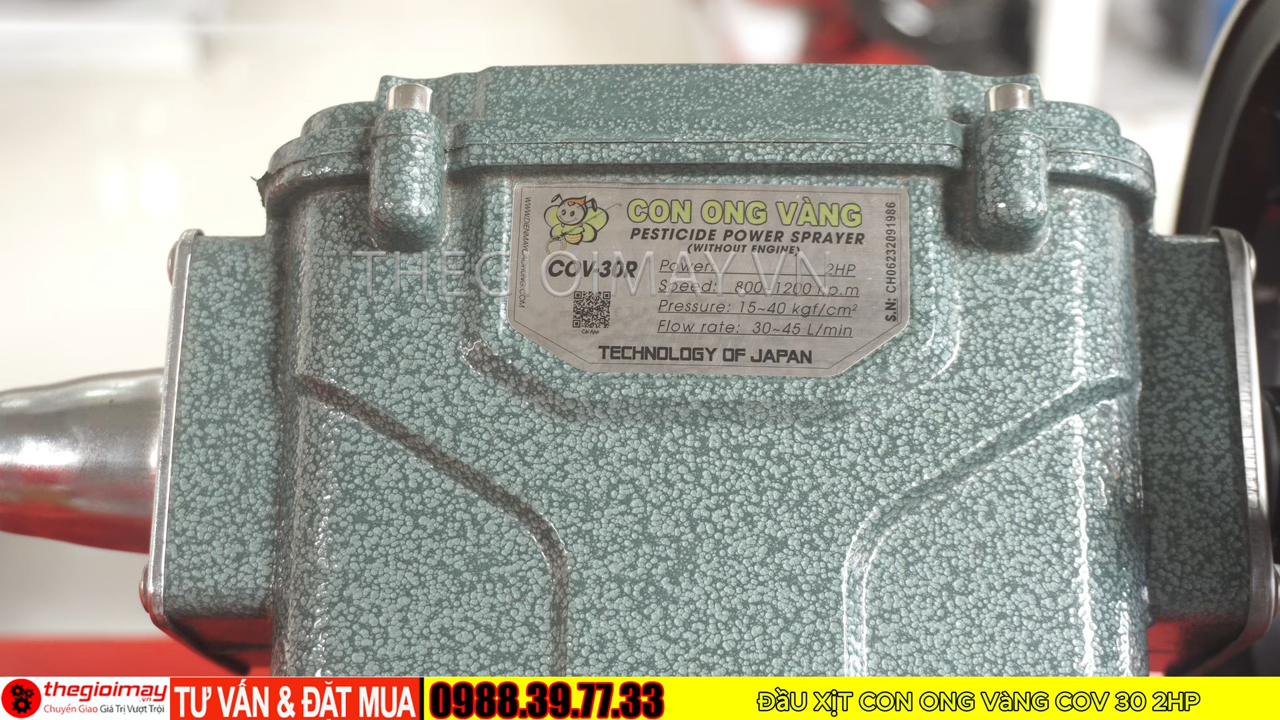 CON ONG VÀNG
PESTICIDE POWER SPRAYER
(WITHOUT ENGINE)
COV-30R
Power: 2HP
Speed: 800~1200 R.p.m
Pressure: 15~40 kgf/cm²
Flow rate: 30~45 L/min
TECHNOLOGY OF JAPAN
S.N: CH06232091986
THEGIOIMAY.VN
thegioimay.vn
Chuyển Giao Giá Trị Vượt Trội
TƯ VẤN & ĐẶT MUA
0988.39.77.33
ĐẦU XỊT CON ONG VÀNG COV 30 2HP